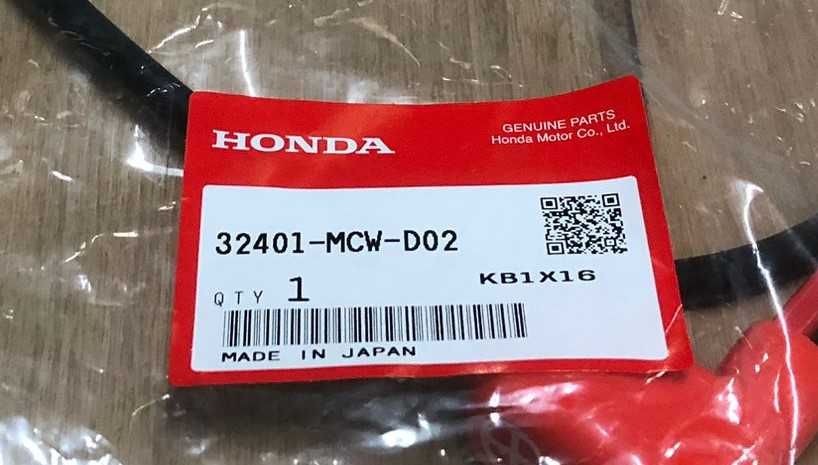 HONDA
GENUINE PARTS
Honda Motor Co., Ltd.
32401-MCW-D02
QTY 1
KB1X16
MADE IN JAPAN